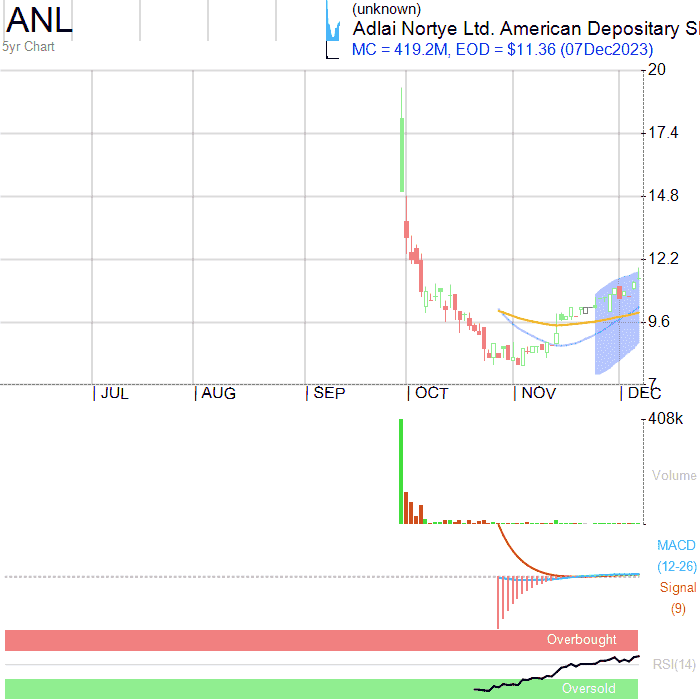 ANL
5yr Chart
(unknown)
Adlai Nortye Ltd. American Depositary S
MC = 419.2M, EOD = $11.36 (07Dec2023)
20
17.4
14.8
12.2
9.6
7
JUL AUG SEP OCT NOV DEC
408k
Volume
MACD
(12-26)
Signal
(9)
Overbought
RSI(14)
Oversold